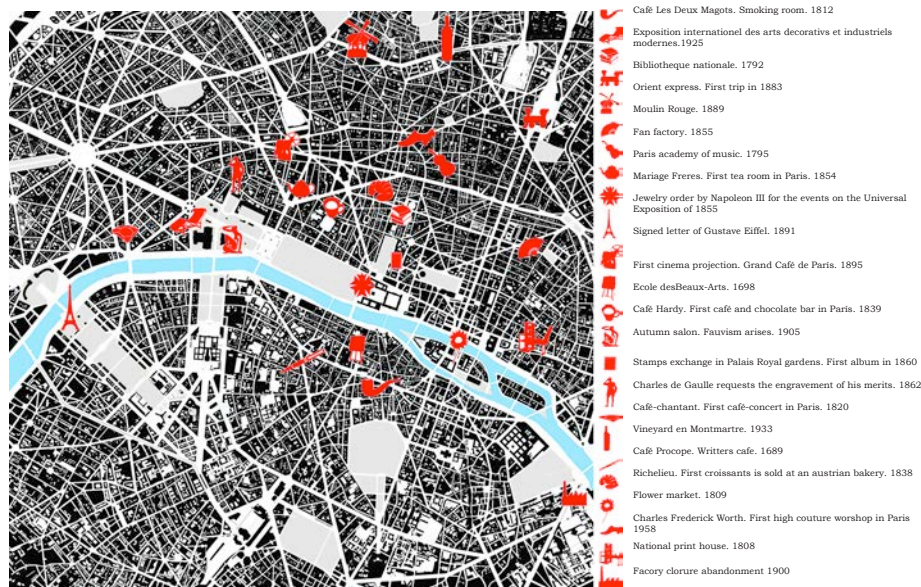 Café Les Deux Magots. Smoking room. 1812
Exposition internationel des arts decorativs et industriels
modernes.1925
Bibliotheque nationale. 1792
Orient express. First trip in 1883
Moulin Rouge. 1889
Fan factory. 1855
Paris academy of music. 1795
Mariage Freres. First tea room in Paris. 1854
Jewelry order by Napoleon III for the events on the Universal
Exposition of 1855
Signed letter of Gustave Eiffel. 1891
First cinema projection. Grand Café de Paris. 1895
Ecole desBeaux-Arts. 1698
Café Hardy. First café and chocolate bar in Paris. 1839
Autumn salon. Fauvism arises. 1905
Stamps exchange in Palais Royal gardens. First album in 1860
Charles de Gaulle requests the engravement of his merits. 1862
Café-chantant. First café-concert in Paris. 1820
Vineyard en Montmartre. 1933
Café Procope. Writters cafe. 1689
Richelieu. First croissants is sold at an austrian bakery. 1838
Flower market. 1809
Charles Frederick Worth. First high couture worshop in Paris
1958
National print house. 1808
Facory clorure abandonment 1900